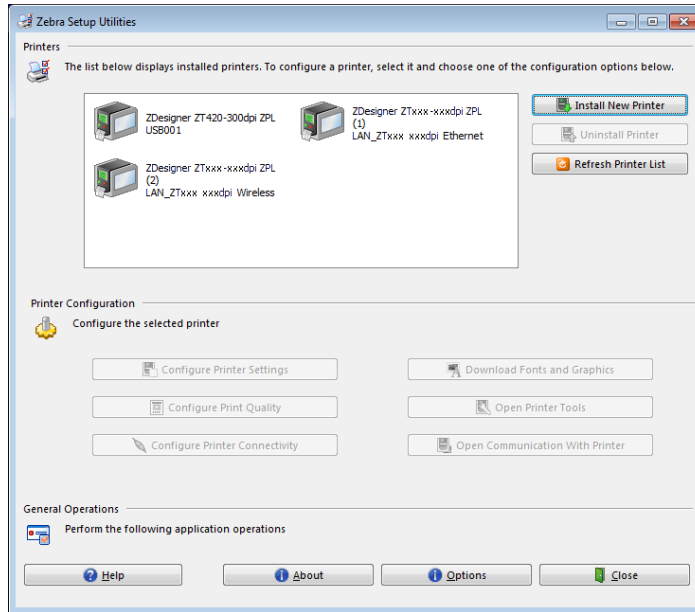 Zebra Setup Utilities
Printers
The list below displays installed printers. To configure a printer, select it and choose one of the configuration options below.
ZDesigner ZT420-300dpi ZPL
USB001
ZDesigner ZTxxx-xxxdpi ZPL
(1)
LAN_ZTxxx xxxdpi Ethernet
ZDesigner ZTxxx-xxxdpi ZPL
(2)
LAN_ZTxxx xxxdpi Wireless
Install New Printer
Uninstall Printer
Refresh Printer List
Printer Configuration
Configure the selected printer
Configure Printer Settings
Download Fonts and Graphics
Configure Print Quality
Open Printer Tools
Configure Printer Connectivity
Open Communication With Printer
General Operations
Perform the following application operations
Help
About
Options
Close